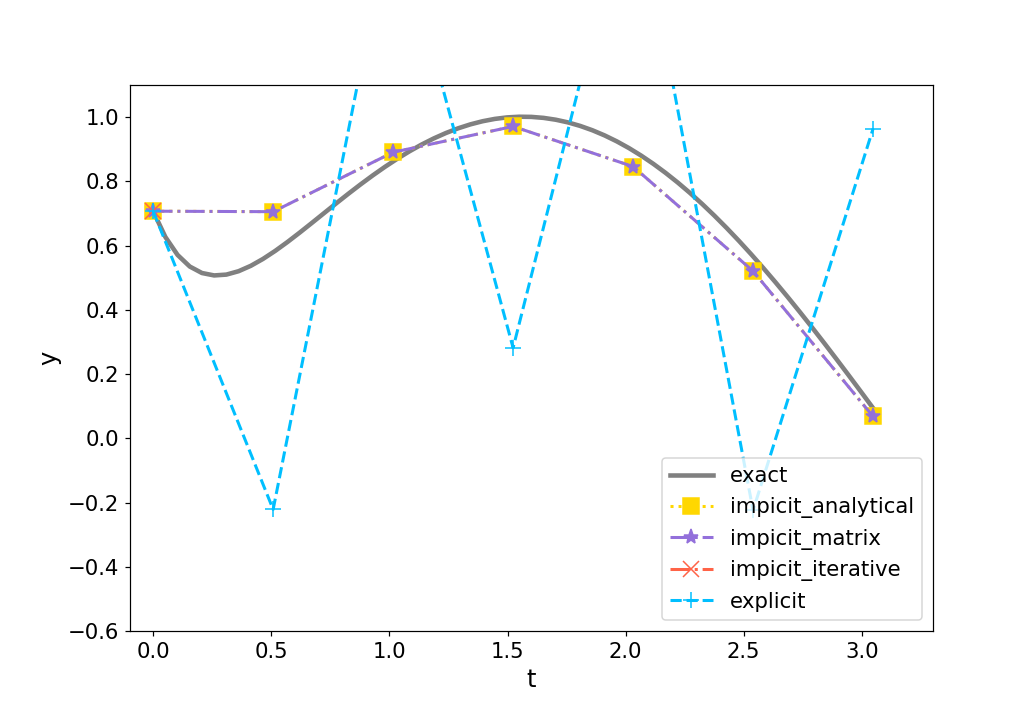 1.0
0.8
0.6
0.4
0.2
0.0
−0.2
−0.4
−0.6
y
0.0 0.5 1.0 1.5 2.0 2.5 3.0
t
exact
impicit_analytical
impicit_matrix
impicit_iterative
explicit